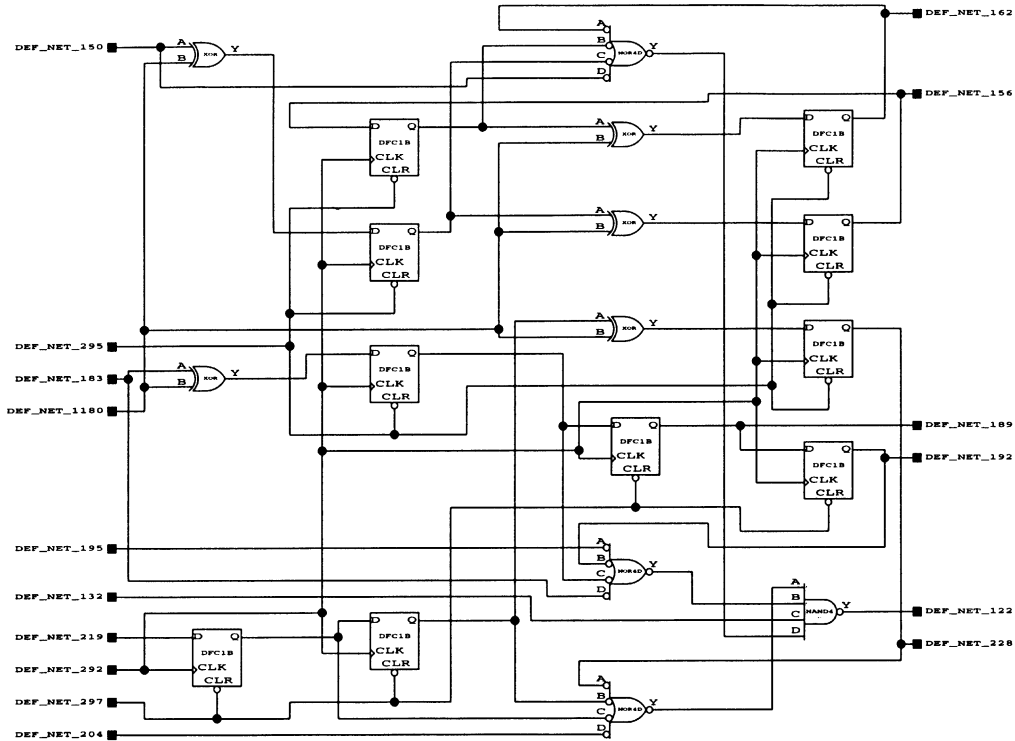 DEF_NET_162
A
B
C
D
NOR4D
Y
DEF_NET_150
A
B
XOR
Y
DEF_NET_156
D Q
DFC1B
CLK
CLR
A
B
XOR
Y
D Q
DFC1B
CLK
CLR
D Q
DFC1B
CLK
CLR
A
B
XOR
Y
D Q
DFC1B
CLK
CLR
A
B
XOR
Y
D Q
DFC1B
CLK
CLR
DEF_NET_295
DEF_NET_183
A
B
XOR
Y
D Q
DFC1B
CLK
CLR
DEF_NET_1180
D Q
DFC1B
CLK
CLR
DEF_NET_189
D Q
DFC1B
CLK
CLR
DEF_NET_192
DEF_NET_195
A
B
C
D
NOR4D
Y
DEF_NET_132
A
B
C
D
NAND4
Y
DEF_NET_122
DEF_NET_219
D Q
DFC1B
CLK
CLR
D Q
DFC1B
CLK
CLR
DEF_NET_228
DEF_NET_292
DEF_NET_297
A
B
C
D
NOR4D
Y
DEF_NET_204